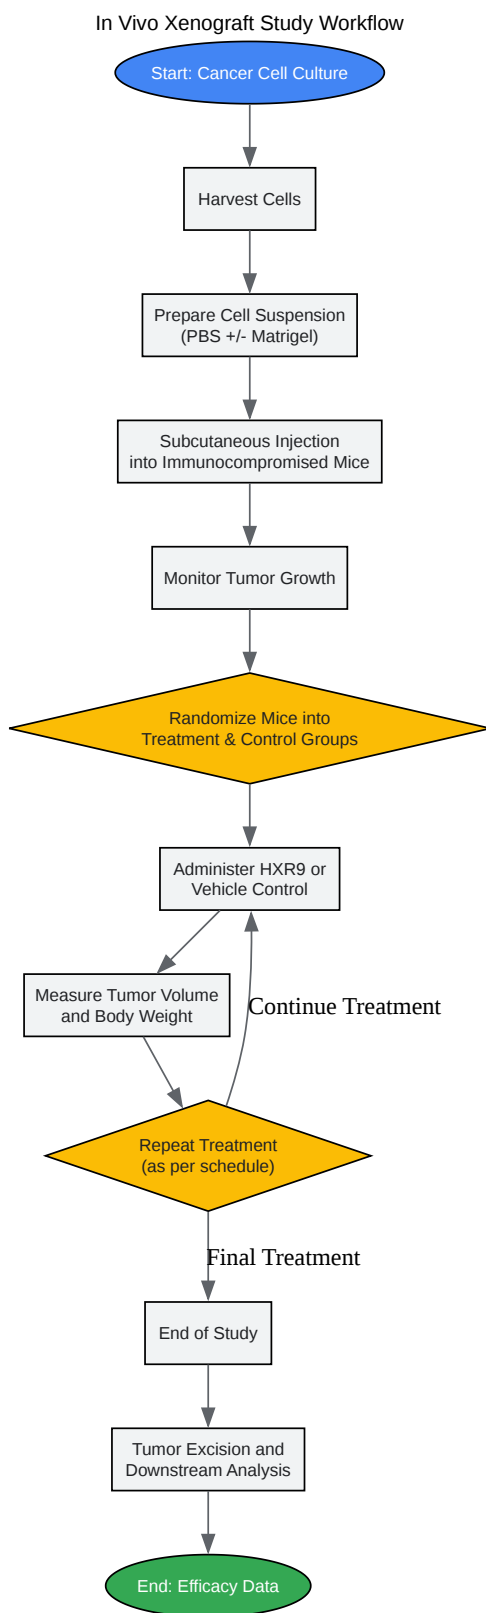 In Vivo Xenograft Study Workflow
Start: Cancer Cell Culture
Harvest Cells
Prepare Cell Suspension
(PBS +/- Matrigel)
Subcutaneous Injection
into Immunocompromised Mice
Monitor Tumor Growth
Randomize Mice into
Treatment & Control Groups
Administer HXR9 or
Vehicle Control
Measure Tumor Volume
and Body Weight
Continue Treatment
Repeat Treatment
(as per schedule)
Final Treatment
End of Study
Tumor Excision and
Downstream Analysis
End: Efficacy Data